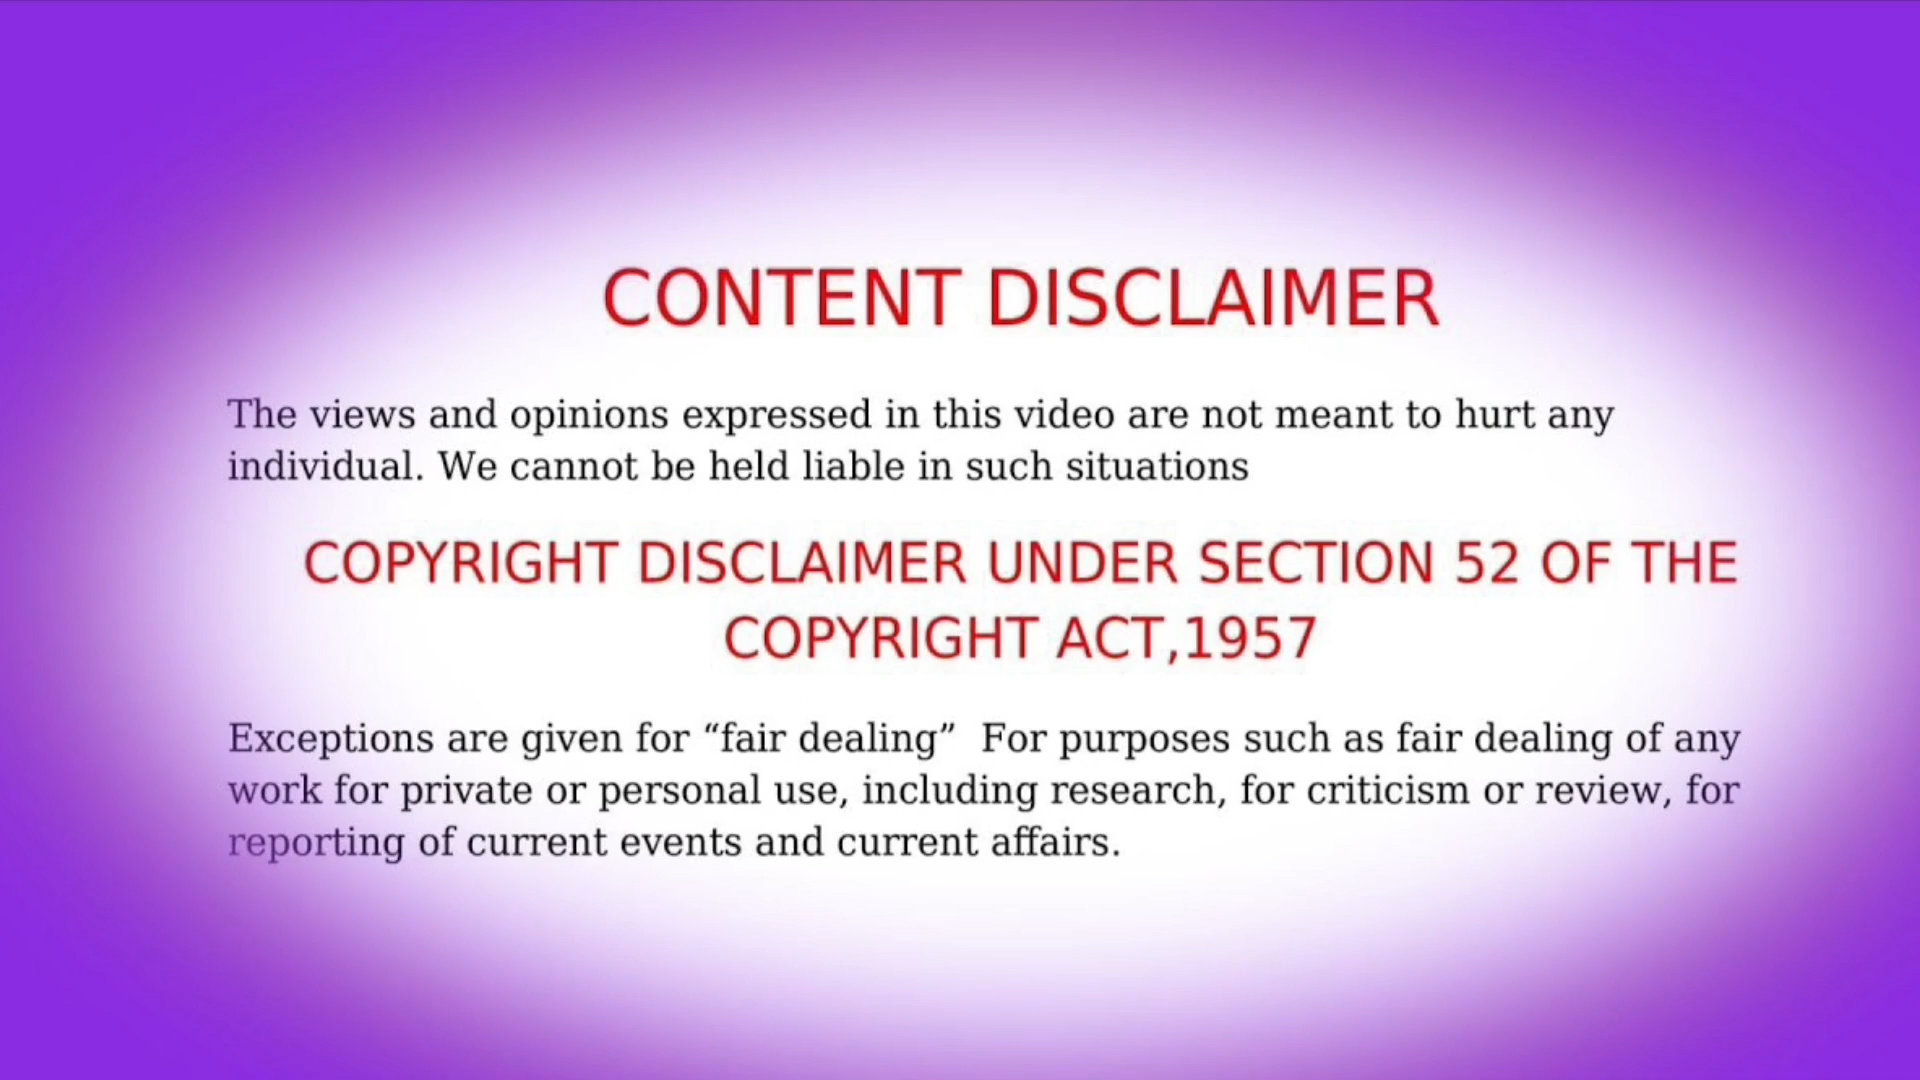 CONTENT DISCLAIMER
The views and opinions expressed in this video are not meant to hurt any
individual. We cannot be held liable in such situations
COPYRIGHT DISCLAIMER UNDER SECTION 52 OF THE
COPYRIGHT ACT,1957
Exceptions are given for “fair dealing”  For purposes such as fair dealing of any
work for private or personal use, including research, for criticism or review, for
reporting of current events and current affairs.